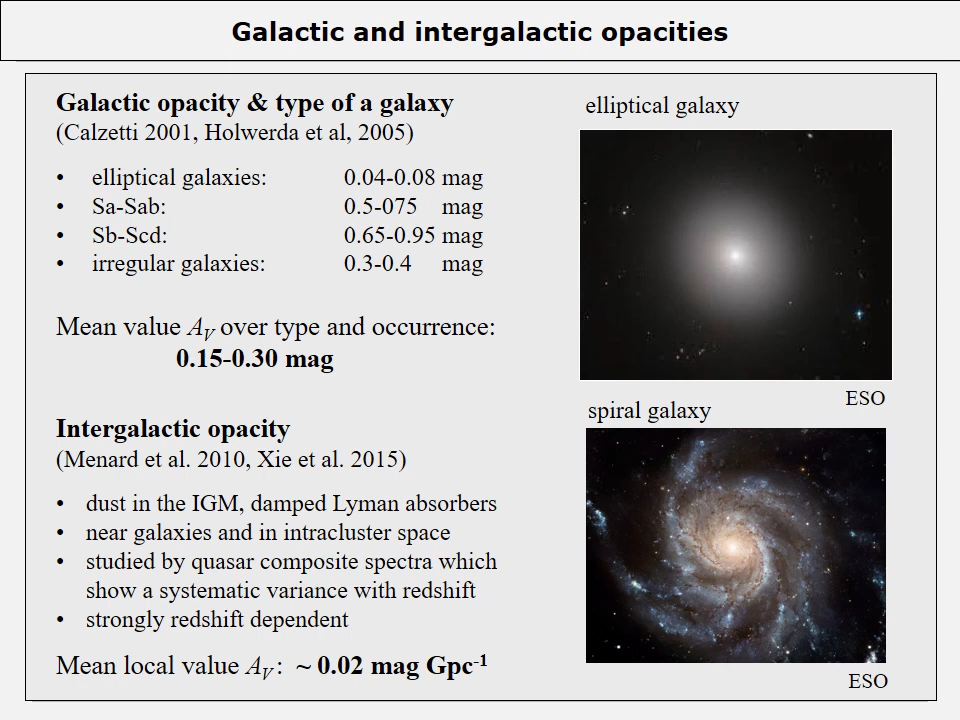 Galactic and intergalactic opacities
Galactic opacity & type of a galaxy
(Calzetti 2001, Holwerda et al, 2005)
• elliptical galaxies: 0.04-0.08 mag
• Sa-Sab: 0.5-075 mag
• Sb-Scd: 0.65-0.95 mag
• irregular galaxies: 0.3-0.4 mag
Mean value A_V over type and occurrence:
0.15-0.30 mag
Intergalactic opacity
(Menard et al. 2010, Xie et al. 2015)
• dust in the IGM, damped Lyman absorbers
• near galaxies and in intracluster space
• studied by quasar composite spectra which
show a systematic variance with redshift
• strongly redshift dependent
Mean local value A_V : ~ 0.02 mag Gpc⁻¹
elliptical galaxy
ESO
spiral galaxy
ESO